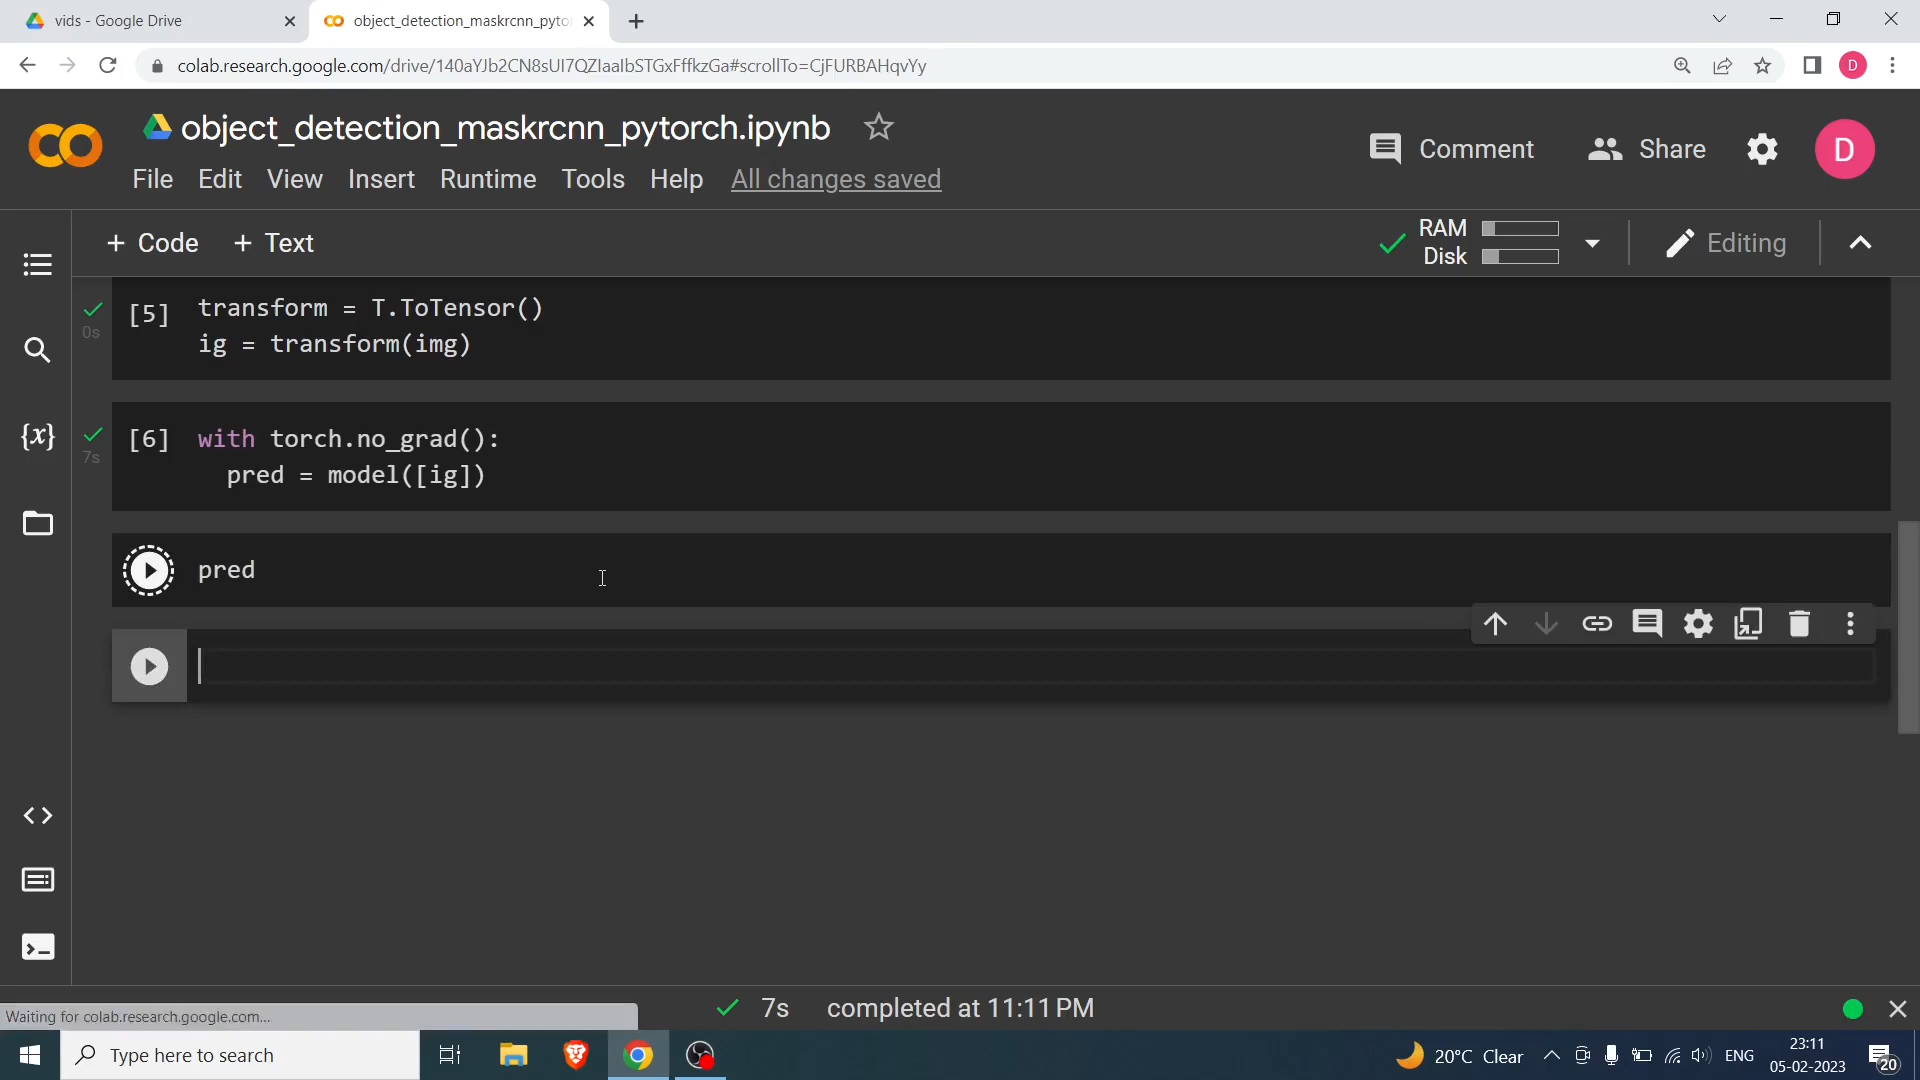 vids - Google Drive
object_detection_maskrcnn_pyto
colab.research.google.com/drive/140aYJb2CN8sUI7QZIaaIbSTGxFffkzGa#scrollTo=CjFURBAHqvYy
D
object_detection_maskrcnn_pytorch.ipynb
Comment
Share
D
File Edit View Insert Runtime Tools Help All changes saved
+ Code + Text
RAM
Disk
Editing
[5] transform = T.ToTensor()
0s
ig = transform(img)
{x}
[6] with torch.no_grad():
7s
pred = model([ig])
pred
7s completed at 11:11 PM
Waiting for colab.research.google.com...
Type here to search
20°C Clear
ENG
23:11
05-02-2023
20